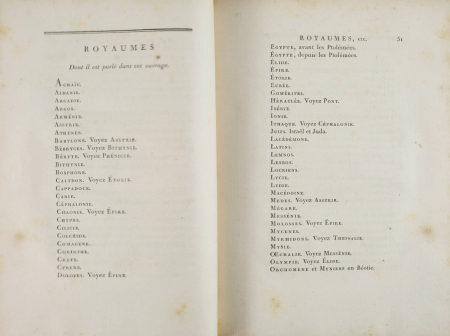 ROYAUMES
Dont il est parlé dans cet ouvrage.
ACHAÏE.
ALBANIE.
ARCADIE.
ARGOS.
ARMÉNIE.
ASSYRIE.
ATHÈNES.
BABYLONE. Voyez ASSYRIE.
BÉBRYCES. Voyez BITHYNIE.
BÉRYTE. Voyez PHÉNICIE.
BITHYNIE.
BOSPHORE.
CALYDON. Voyez ÉTOLIE.
CAPPADOCE.
CARIE.
CÉPHALONIE.
CHAONIE. Voyez ÉPIRE.
CHYPRE.
CILICIE.
COLCHIDE.
COMAGÈNE.
CORINTHE.
CRÈTE.
CYRÈNE.
DOLOPES. Voyez ÉPIRE.
ROYAUMES, etc. 51
ÉGYPTE, avant les Ptolémées.
ÉGYPTE, depuis les Ptolémées.
ÉLIDE.
ÉPIRE.
ÉTOLIE.
EUBÉE.
GOMÉRITES.
HÉRACLÉE. Voyez PONT.
IBÉRIE.
IONIE.
ITHAQUE. Voyez CÉPHALONIE.
JUIFS. Israël et Juda.
LACÉDÉMONE.
LATINS.
LEMNOS.
LESBOS.
LOCRIENS.
LYCIE.
LYDIE.
MACÉDOINE
MÈDES. Voyez ASSYRIE.
MÉGARE.
MESSÉNIE.
MOLOSSES. Voyez ÉPIRE.
MYCÈNES.
MYRMIDONS. Voyez THESSALIE.
MYSIE.
ŒCHALIE. Voyez MESSÉNIE.
OLYMPIE. Voyez ÉLIDE.
ORCHOMÈNE et MYNIENS en Béotie.